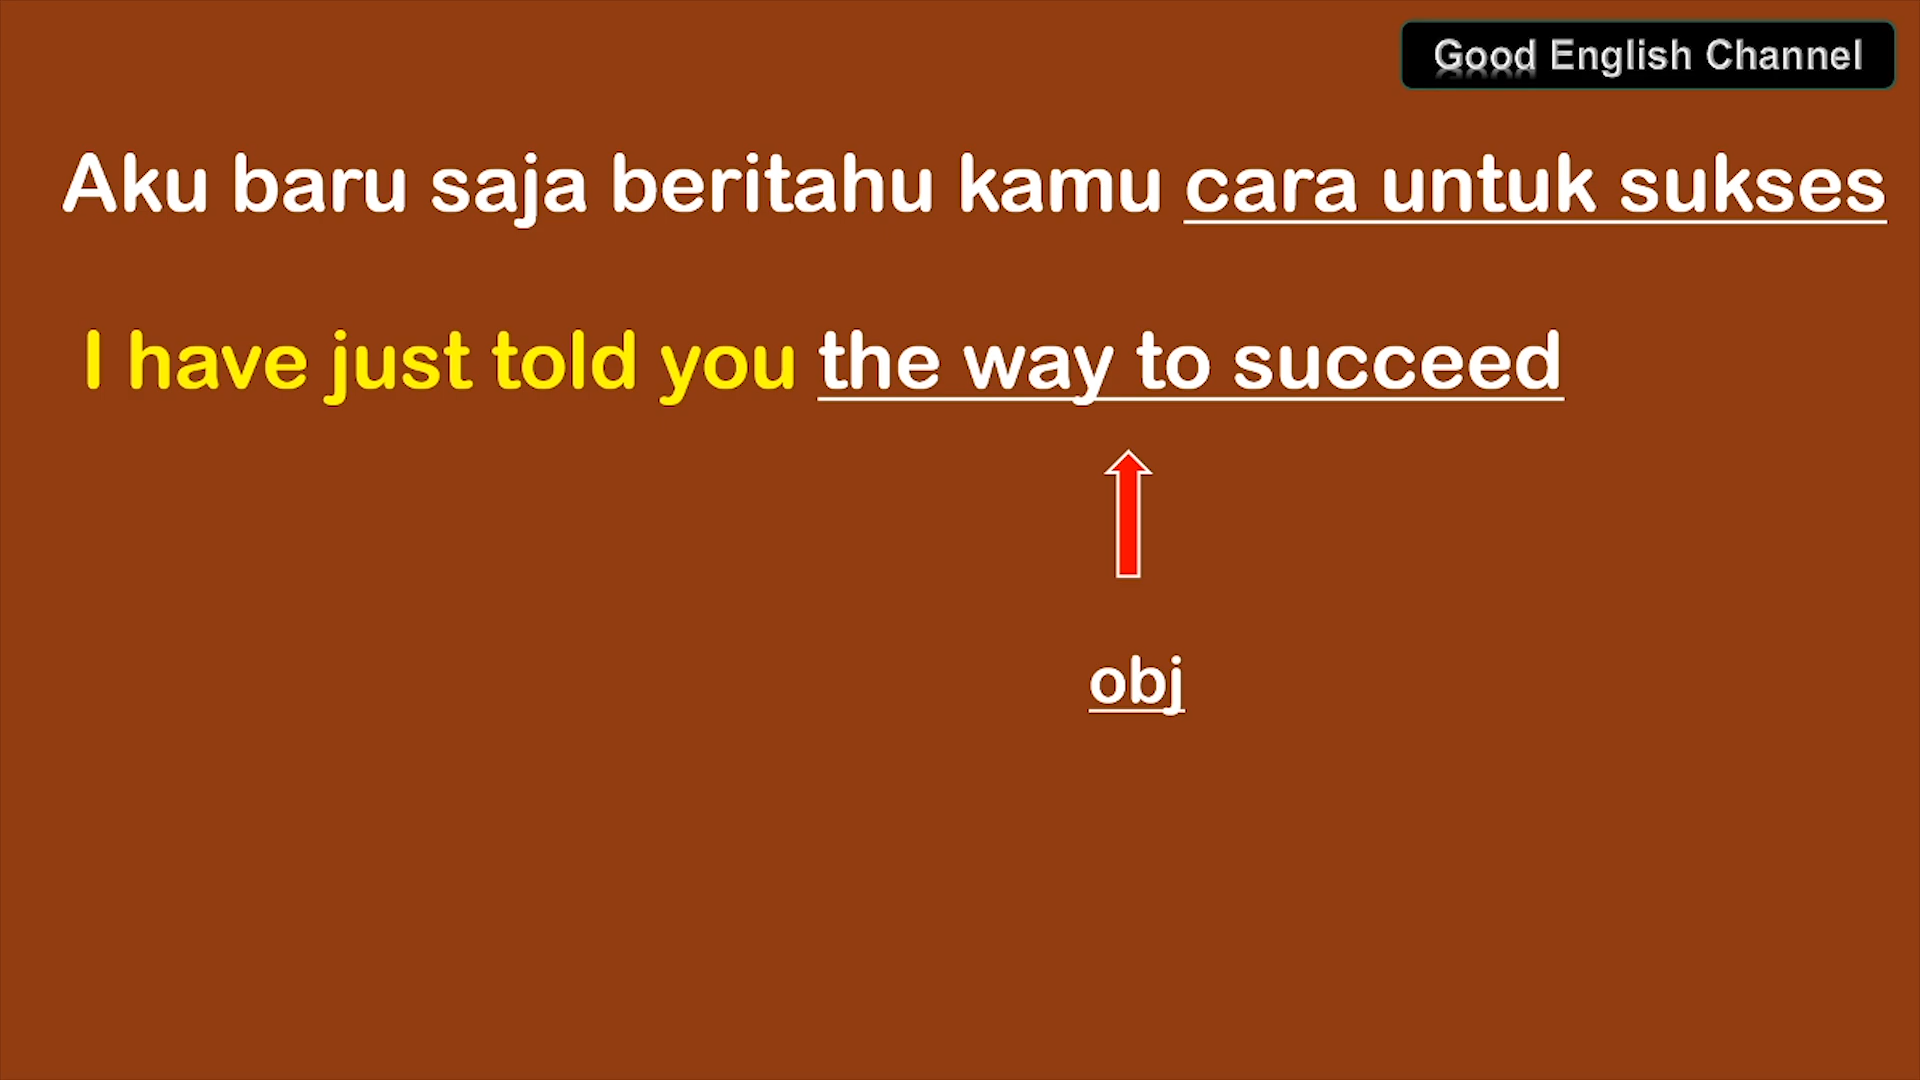 Good English Channel
Aku baru saja beritahu kamu cara untuk sukses
I have just told you the way to succeed
obj